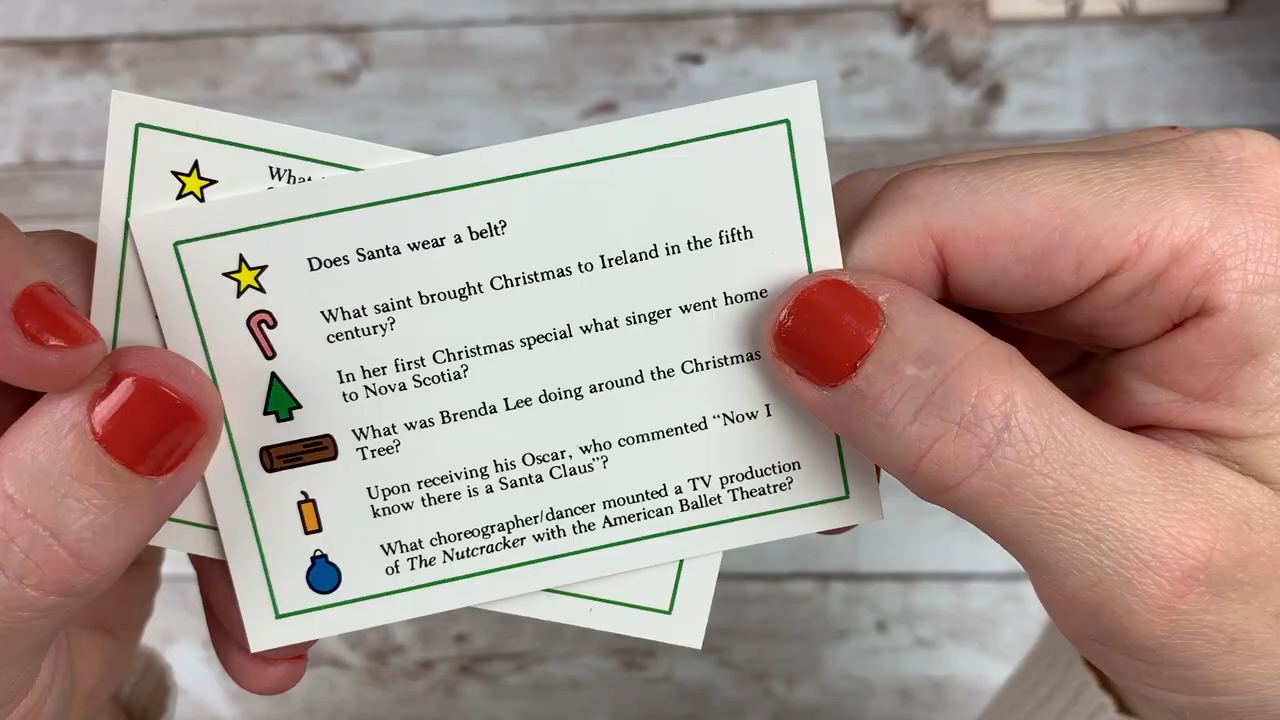 What
Does Santa wear a belt?
What saint brought Christmas to Ireland in the fifth
century?
In her first Christmas special what singer went home
to Nova Scotia?
What was Brenda Lee doing around the Christmas
Tree?
Upon receiving his Oscar, who commented "Now I
know there is a Santa Claus"?
What choreographer/dancer mounted a TV production
of The Nutcracker with the American Ballet Theatre?